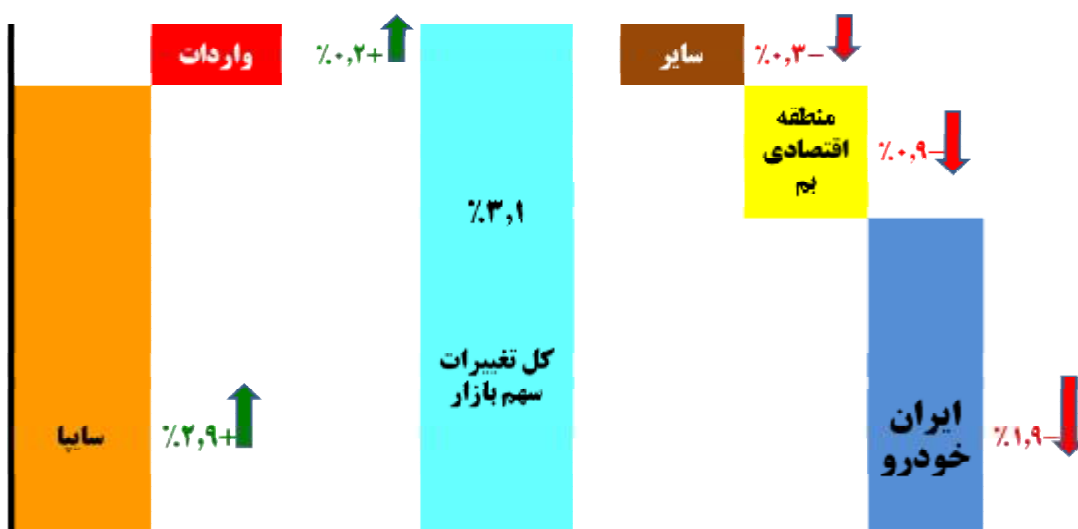 واردات
٪۰,۲+
سایر
٪۰,۳–
منطقه
اقتصادی
بم
٪۰,۹–
٪۳,۱
کل تغییرات
سهم بازار
سایپا
٪۲,۹+
ایران
خودرو
٪۱,۹–